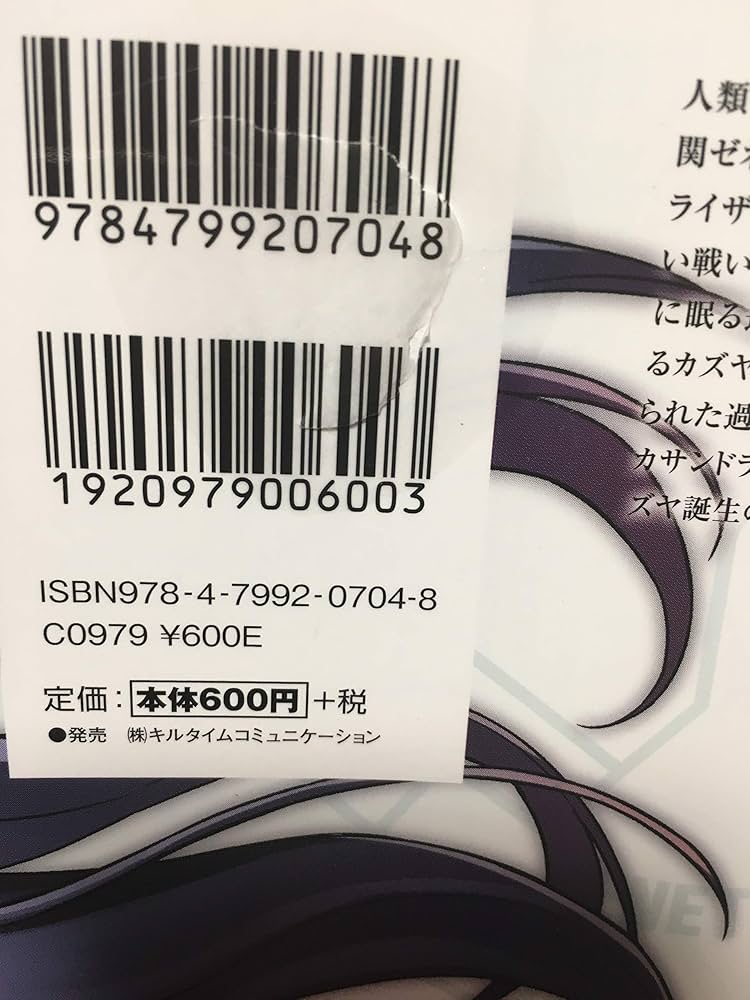 9784799207048
1920979006003
ISBN978-4-7992-0704-8
C0979 ¥600E
定価：本体600円+税
●発売 ㈱キルタイムコミュニケーション
人類
関ゼオ
ライザ
い戦い
に眠る
るカズヤ
られた過
カサンドラ
ズヤ誕生の
NET